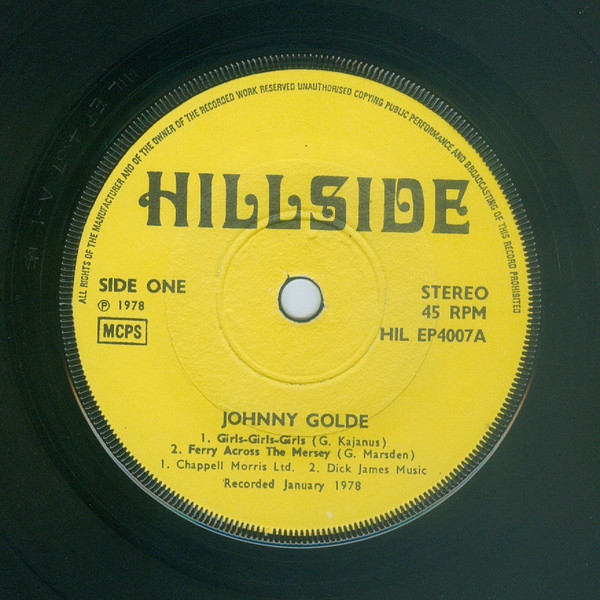 ALL RIGHTS OF THE MANUFACTURER AND OF THE OWNER OF THE RECORDED WORK RESERVED UNAUTHORISED COPYING PUBLIC PERFORMANCE AND BROADCASTING OF THIS RECORD PROHIBITED
HILLSIDE
SIDE ONE
℗ 1978
MCPS
STEREO
45 RPM
HIL EP4007A
JOHNNY GOLDE
1. Girls-Girls-Girls (G. Kajanus)
2. Ferry Across The Mersey (G. Marsden)
1. Chappell Morris Ltd. 2. Dick James Music
Recorded January 1978